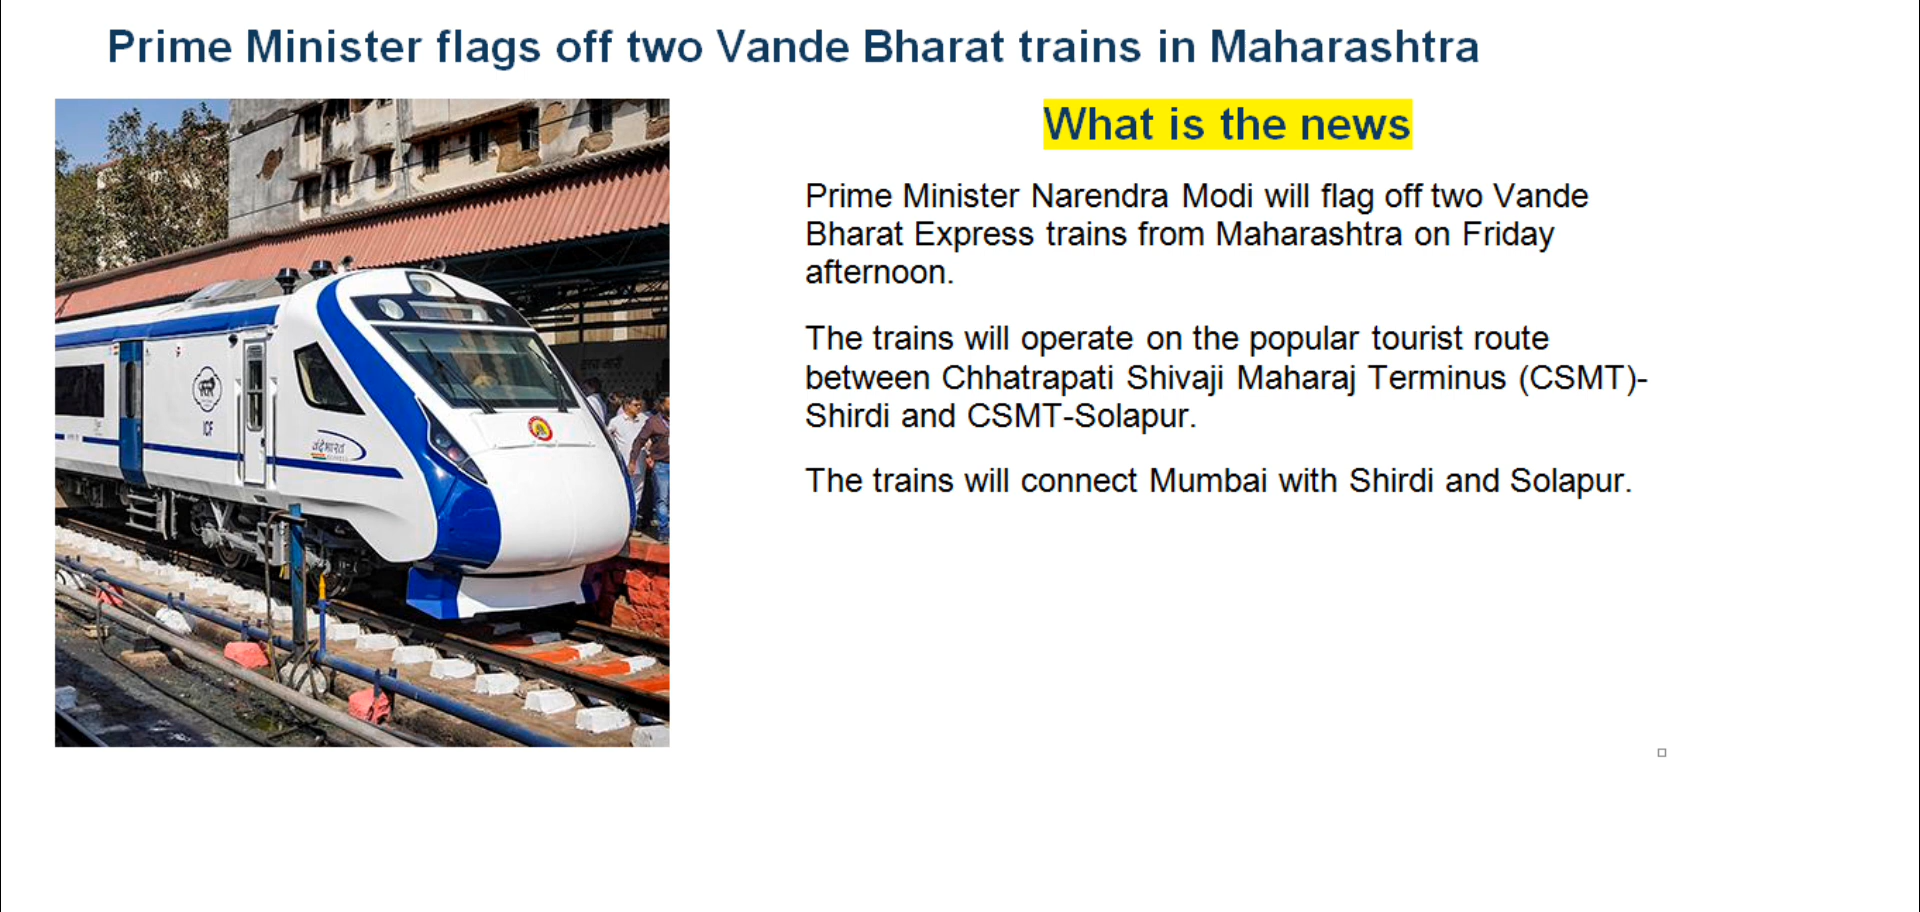 Prime Minister flags off two Vande Bharat trains in Maharashtra
What is the news
Prime Minister Narendra Modi will flag off two Vande
Bharat Express trains from Maharashtra on Friday
afternoon.
The trains will operate on the popular tourist route
between Chhatrapati Shivaji Maharaj Terminus (CSMT)-
Shirdi and CSMT-Solapur.
The trains will connect Mumbai with Shirdi and Solapur.
ICF
वंदे भारत